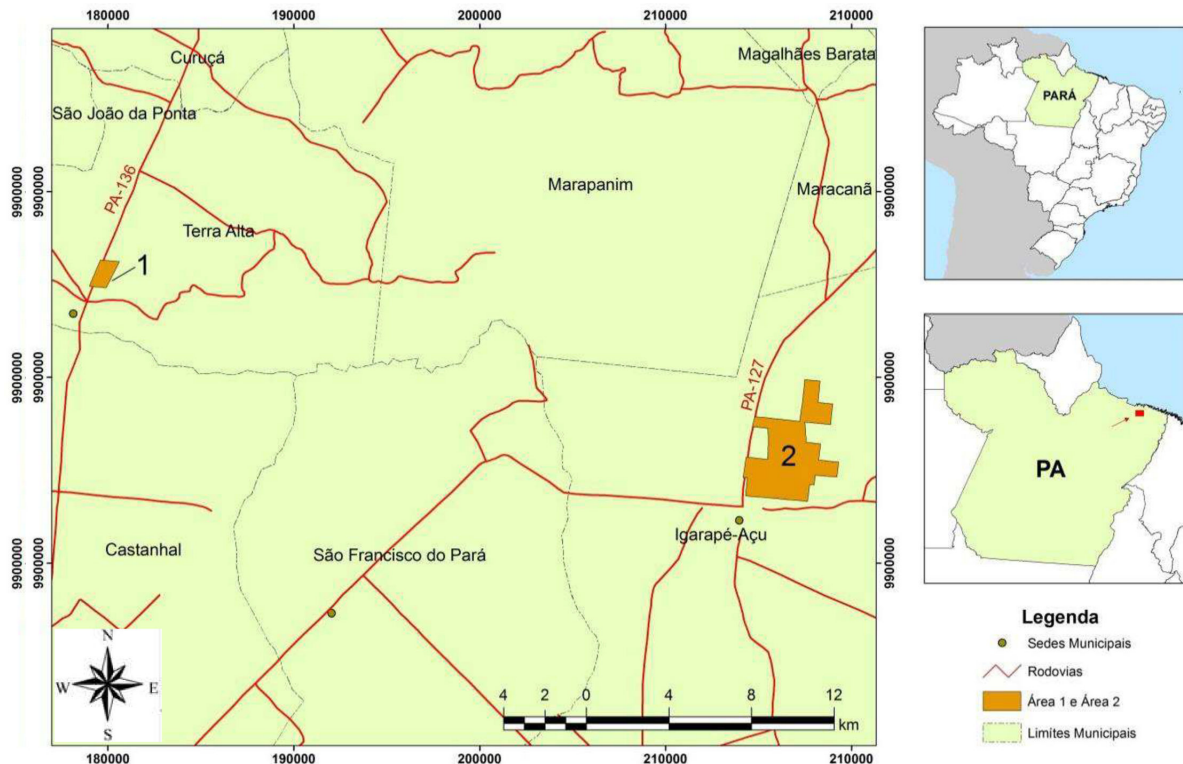 180000 190000 200000 210000 210000
Curuçá
Magalhães Barata
São João da Ponta
PA-136
Marapanim
Maracanã
9900000
9900000
Terra Alta
1
9900000
9900000
PA-127
2
Igarapé-Açu
Castanhal
São Francisco do Pará
9900000
9900000
N
W E
S
4 2 0 4 8 12
km
180000 190000 200000 210000 210000
PARÁ
PA
Legenda
Sedes Municipais
Rodovias
Área 1 e Área 2
Limites Municipais